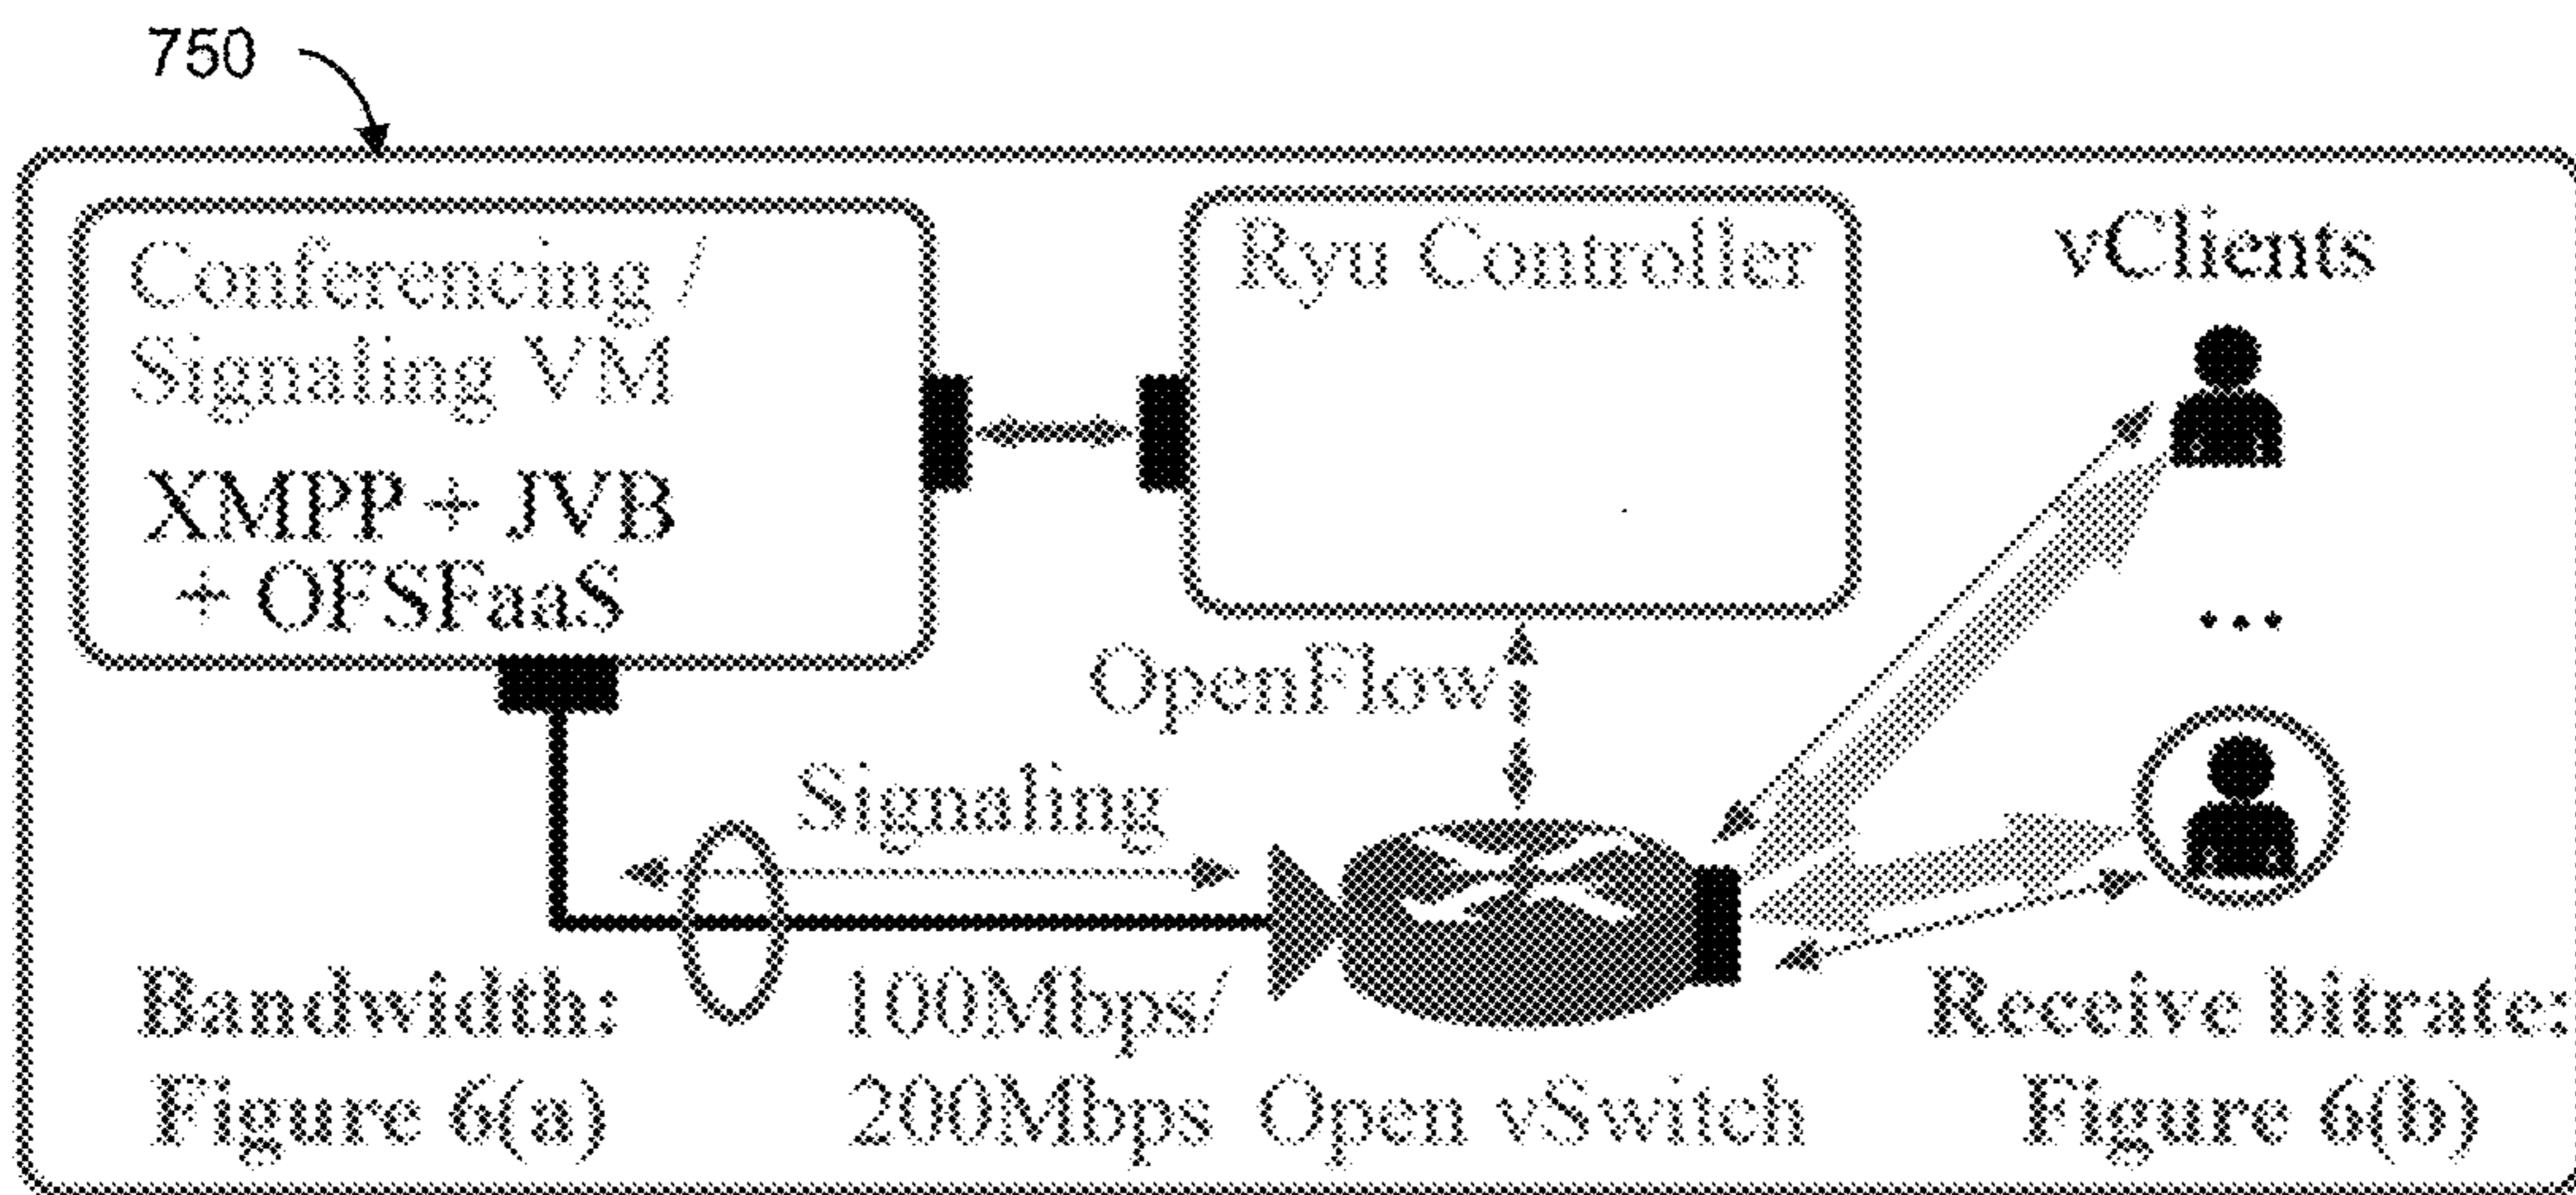 750
Conferencing /
Signaling VM
XMPP + JVB
+ OFSFaaS
Ryu Controller
vClients
...
OpenFlow
Signaling
Bandwidth:
Figure 6(a)
100Mbps/
200Mbps
Open vSwitch
Receive bitrate:
Figure 6(b)